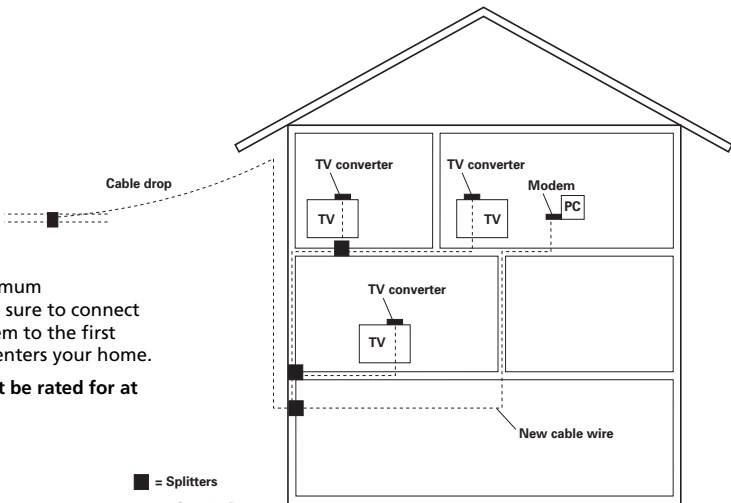 TV converter
TV converter
Modem
Cable drop
PC
TV
TV
mum
sure to connect
em to the first
enters your home.
be rated for at
TV converter
TV
New cable wire
= Splitters